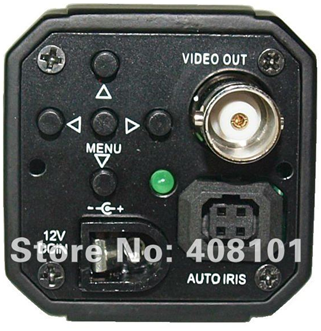 VIDEO OUT
MENU
- +
12V
DCIN
AUTO IRIS
Store No: 408101